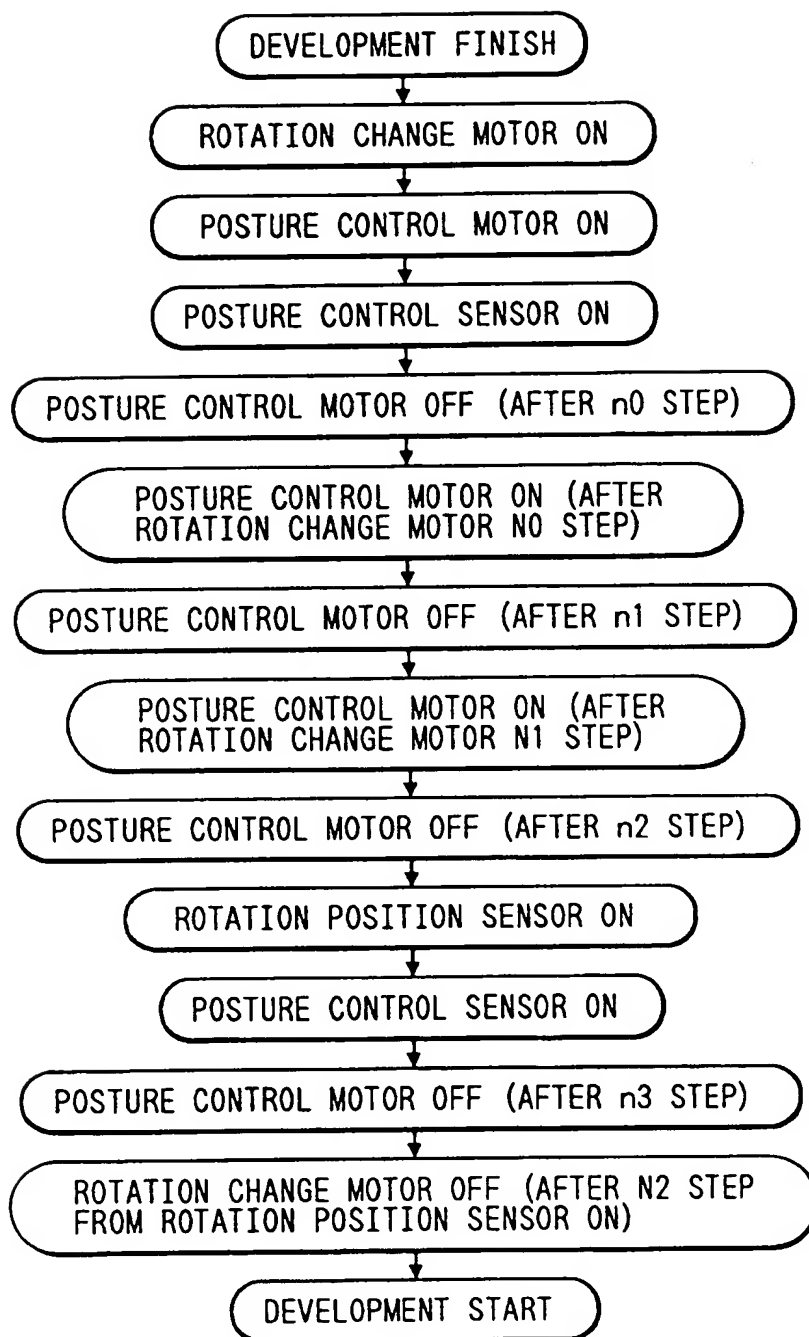 DEVELOPMENT FINISH
ROTATION CHANGE MOTOR ON
POSTURE CONTROL MOTOR ON
POSTURE CONTROL SENSOR ON
POSTURE CONTROL MOTOR OFF (AFTER n0 STEP)
POSTURE CONTROL MOTOR ON (AFTER
ROTATION CHANGE MOTOR N0 STEP)
POSTURE CONTROL MOTOR OFF (AFTER n1 STEP)
POSTURE CONTROL MOTOR ON (AFTER
ROTATION CHANGE MOTOR N1 STEP)
POSTURE CONTROL MOTOR OFF (AFTER n2 STEP)
ROTATION POSITION SENSOR ON
POSTURE CONTROL SENSOR ON
POSTURE CONTROL MOTOR OFF (AFTER n3 STEP)
ROTATION CHANGE MOTOR OFF (AFTER N2 STEP
FROM ROTATION POSITION SENSOR ON)
DEVELOPMENT START